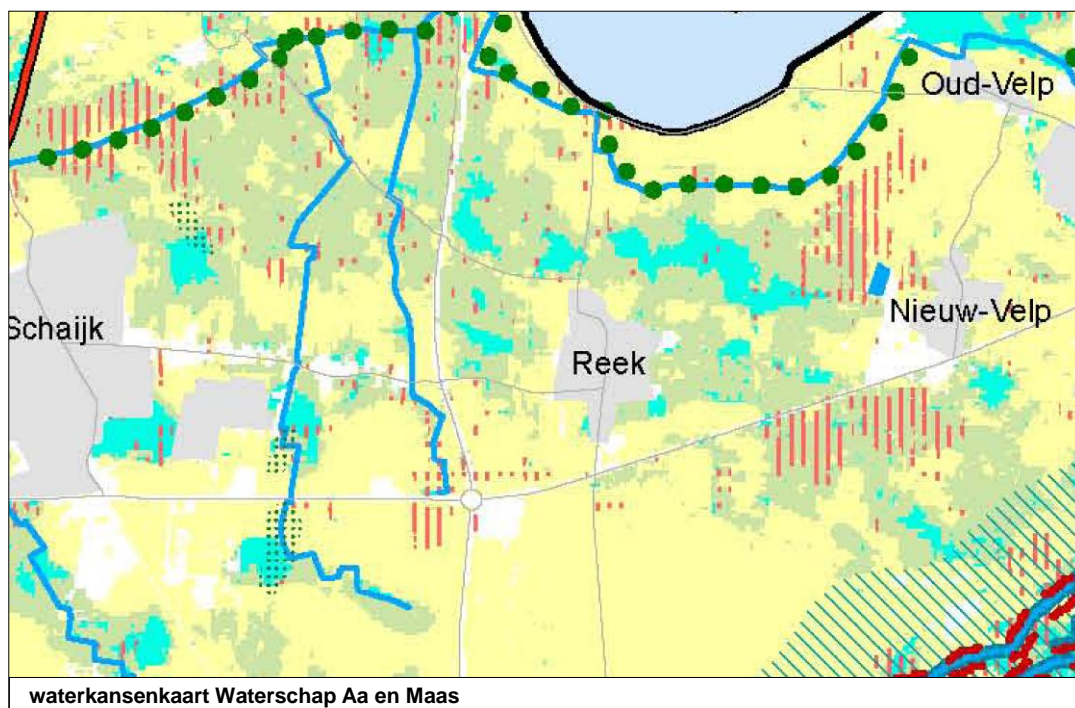 Oud-Velp
Nieuw-Velp
Schaijk
Reek
waterkansenkaart Waterschap Aa en Maas